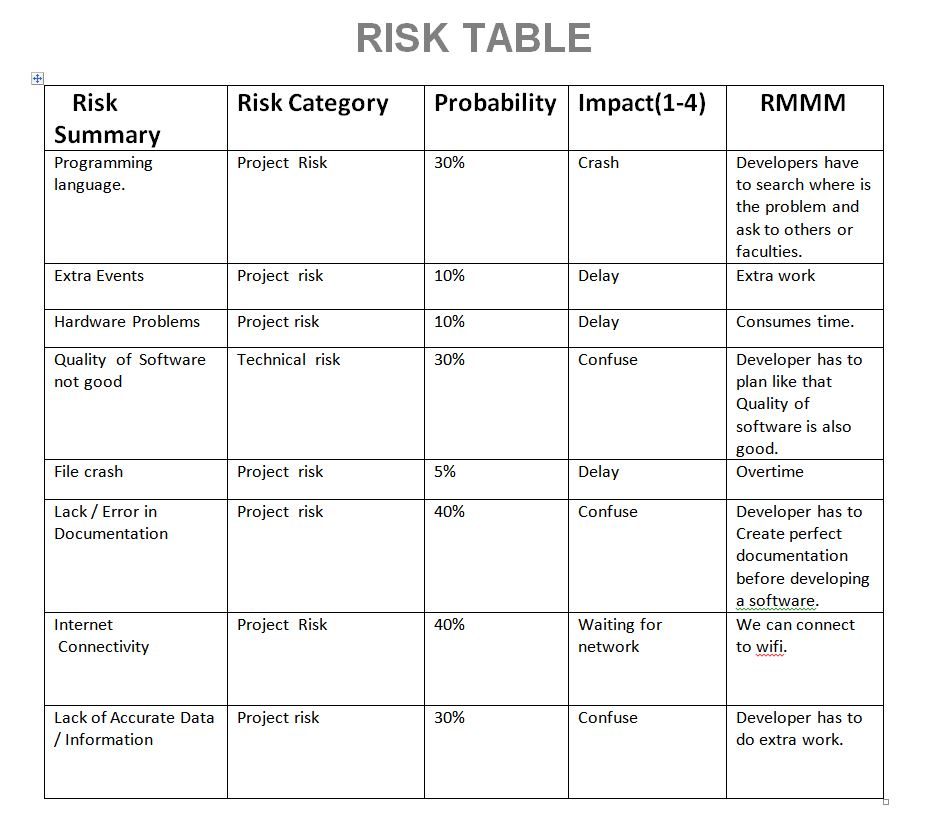 RISK TABLE
Risk Summary Risk Category Probability Impact(1-4) RMMM
Programming language. Project Risk 30% Crash Developers have to search where is the problem and ask to others or faculties.
Extra Events Project risk 10% Delay Extra work
Hardware Problems Project risk 10% Delay Consumes time.
Quality of Software not good Technical risk 30% Confuse Developer has to plan like that Quality of software is also good.
File crash Project risk 5% Delay Overtime
Lack / Error in Documentation Project risk 40% Confuse Developer has to Create perfect documentation before developing a software.
Internet Connectivity Project Risk 40% Waiting for network We can connect to wifi.
Lack of Accurate Data / Information Project risk 30% Confuse Developer has to do extra work.